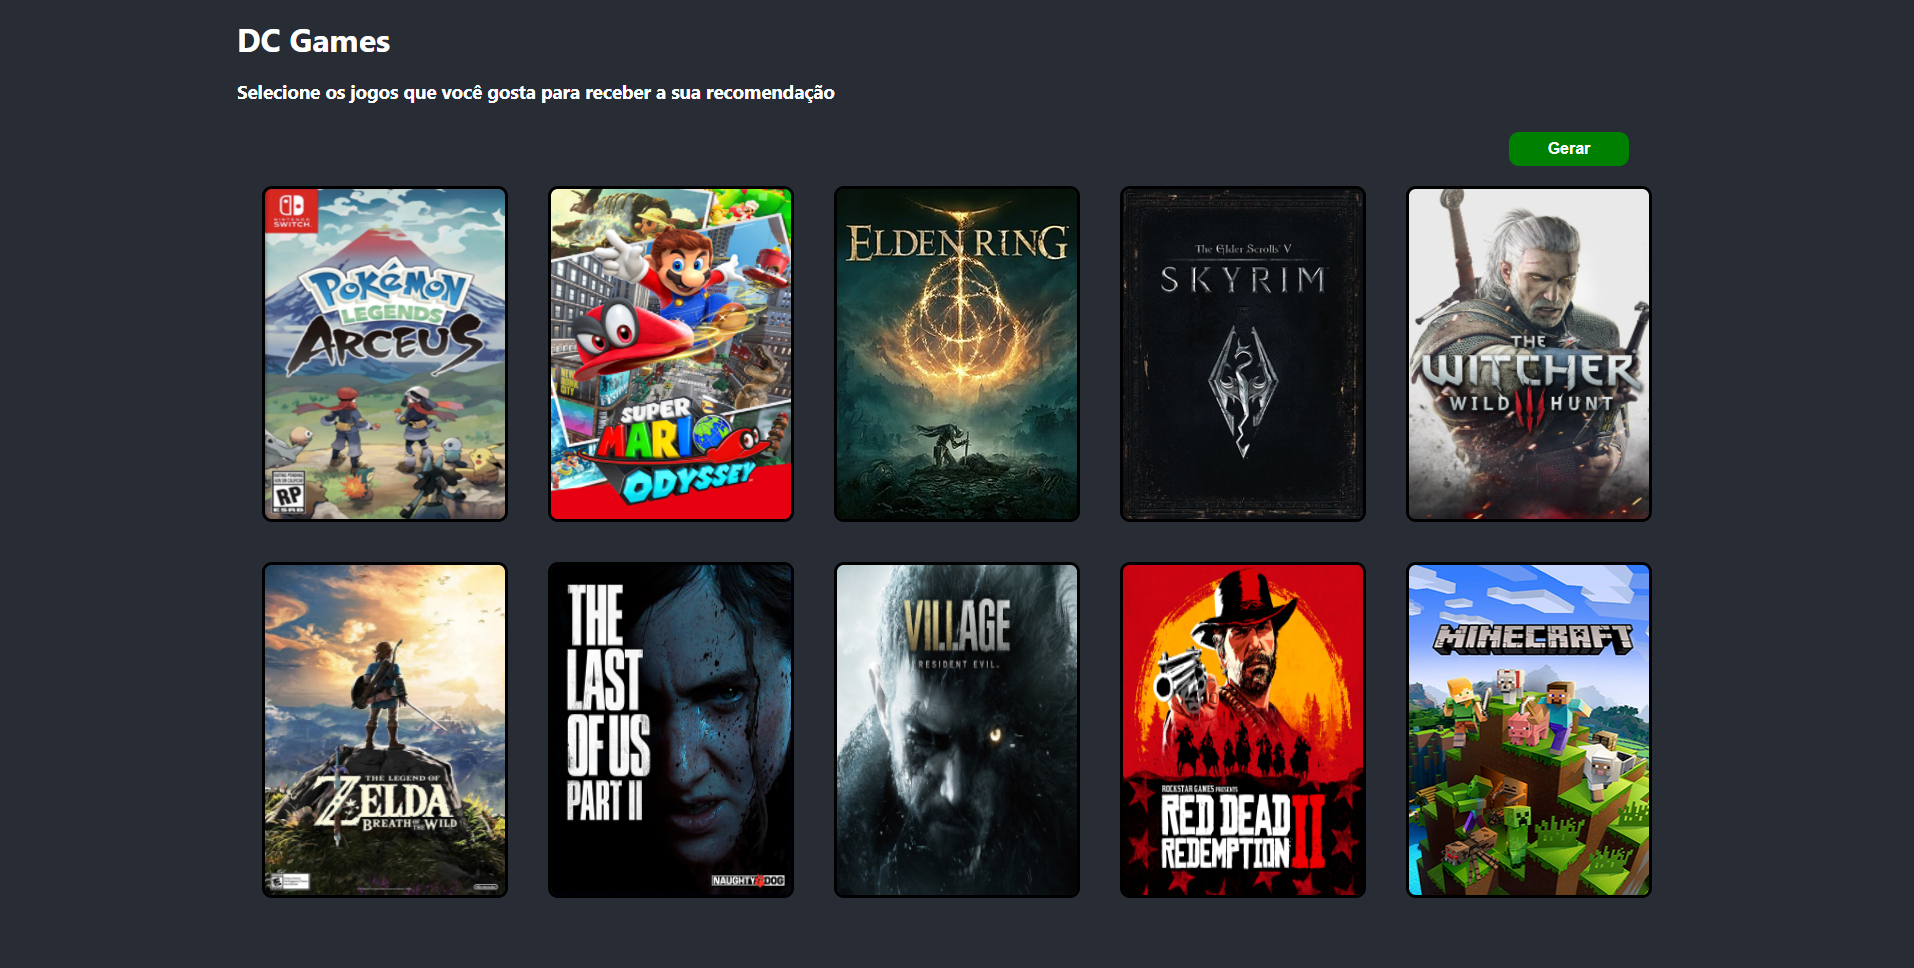 DC Games
Selecione os jogos que você gosta para receber a sua recomendação
Gerar
NINTENDO
SWITCH
POKéMON
LEGENDS
ARCEUS
RP
ESRB
SUPER
MARIO
ODYSSEY
ELDEN RING
The Elder Scrolls V
SKYRIM
THE
WITCHER
WILD III HUNT
THE LEGEND OF
ZELDA
BREATH OF THE WILD
THE
LAST
OF US
PART II
NAUGHTY DOG
VILLAGE
RESIDENT EVIL
ROCKSTAR GAMES PRESENTS
RED DEAD
REDEMPTION II
MINECRAFT